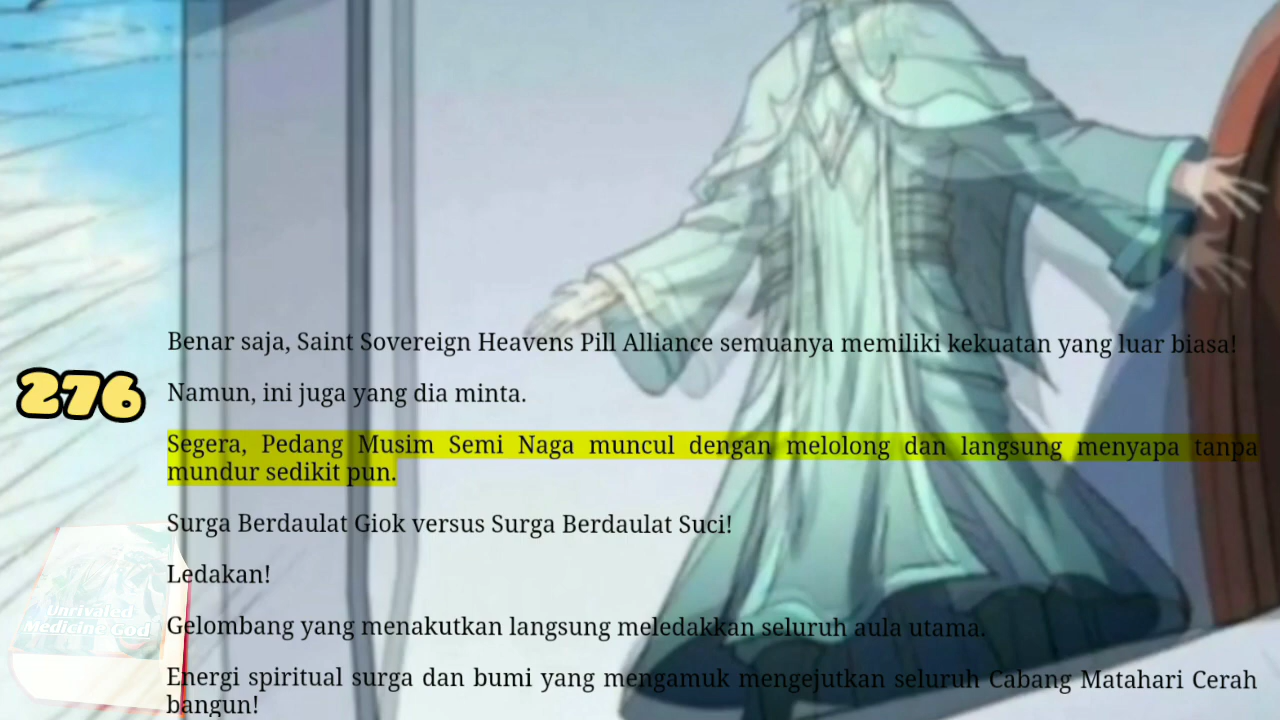 Benar saja, Saint Sovereign Heavens Pill Alliance semuanya memiliki kekuatan yang luar biasa!
276
Namun, ini juga yang dia minta.
Segera, Pedang Musim Semi Naga muncul dengan melolong dan langsung menyapa tanpa
mundur sedikit pun.
Surga Berdaulat Giok versus Surga Berdaulat Suci!
Ledakan!
Unrivaled
Medicine God
Gelombang yang menakutkan langsung meledakkan seluruh aula utama.
Energi spiritual surga dan bumi yang mengamuk mengejutkan seluruh Cabang Matahari Cerah
bangun!